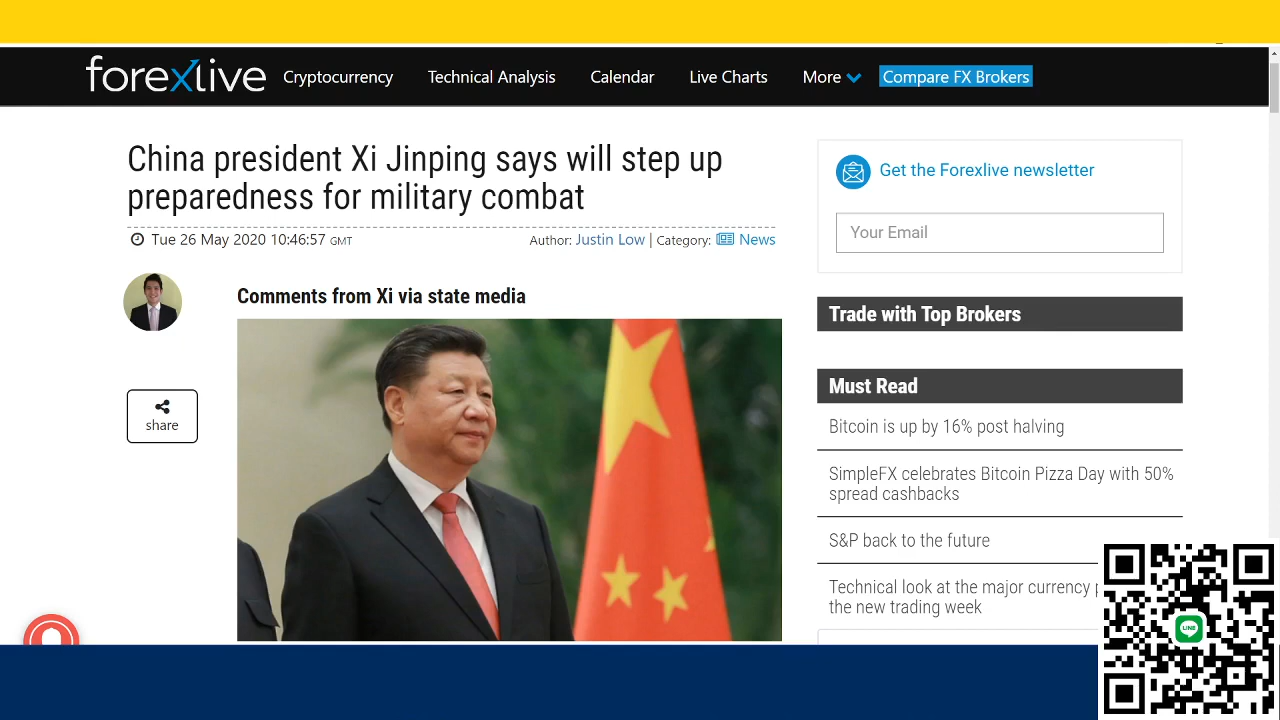 forexlive Cryptocurrency Technical Analysis Calendar Live Charts More Compare FX Brokers
China president Xi Jinping says will step up
preparedness for military combat
Tue 26 May 2020 10:46:57 GMT
Author: Justin Low | Category: News
Comments from Xi via state media
share
Get the Forexlive newsletter
Your Email
Trade with Top Brokers
Must Read
Bitcoin is up by 16% post halving
SimpleFX celebrates Bitcoin Pizza Day with 50%
spread cashbacks
S&P back to the future
Technical look at the major currency
the new trading week
LINE